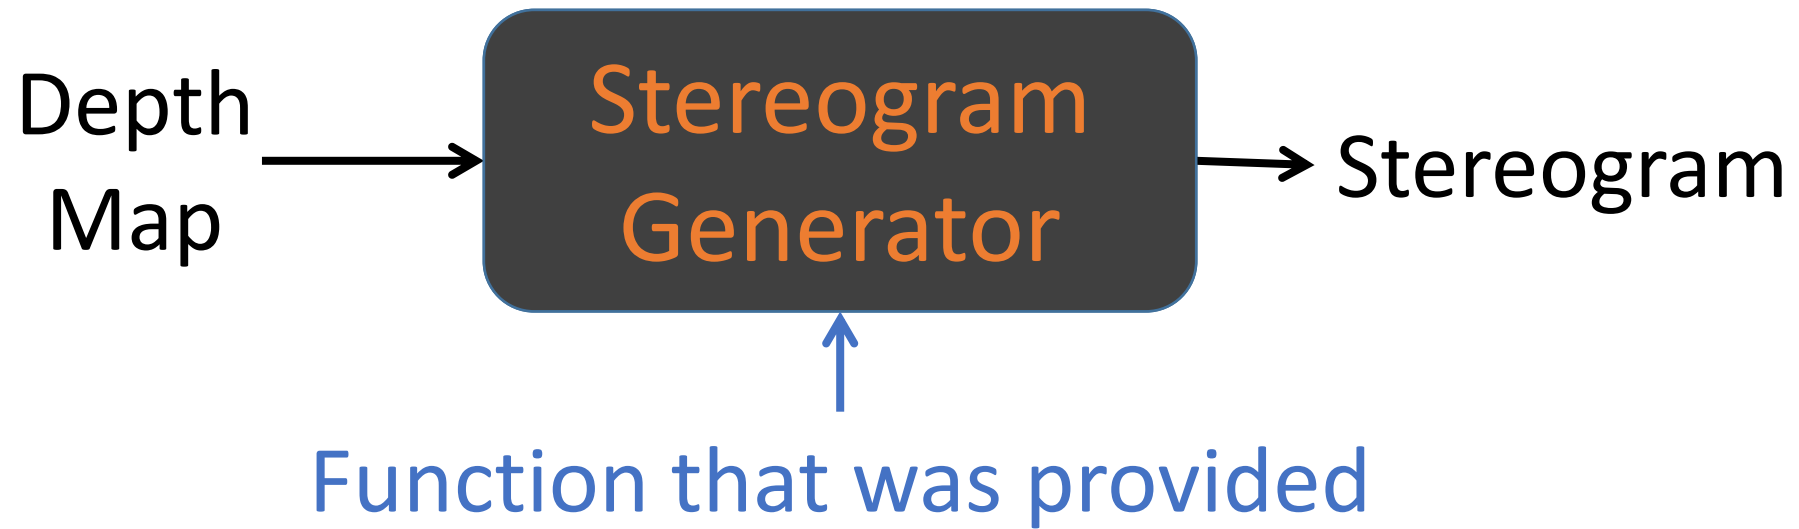 Depth
Map
Stereogram
Generator
Stereogram
Function that was provided